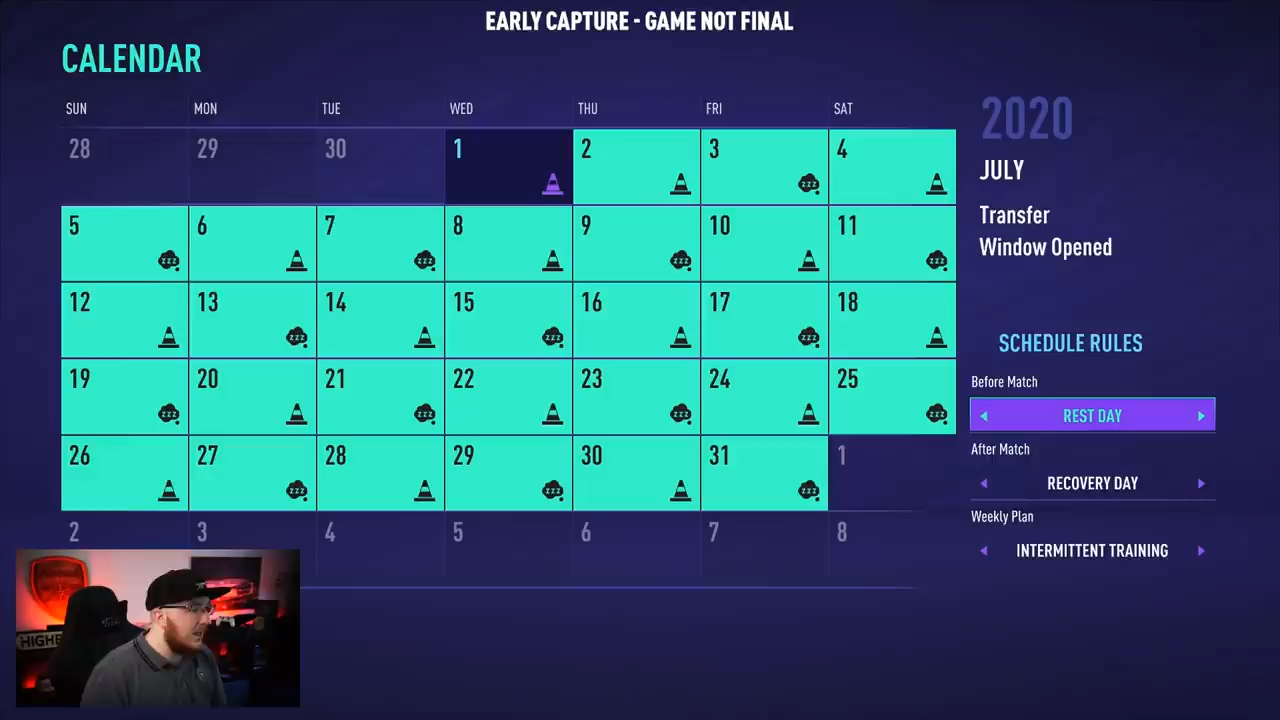 EARLY CAPTURE - GAME NOT FINAL
CALENDAR
SUN MON TUE WED THU FRI SAT
28 29 30 1 2 3 4
5 6 7 8 9 10 11
12 13 14 15 16 17 18
19 20 21 22 23 24 25
26 27 28 29 30 31 1
2 3 4 5 6 7 8
2020
JULY
Transfer
Window Opened
SCHEDULE RULES
Before Match
REST DAY
After Match
RECOVERY DAY
Weekly Plan
INTERMITTENT TRAINING